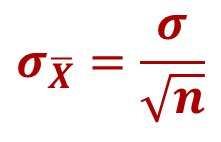 σ_X̄ = σ / √n